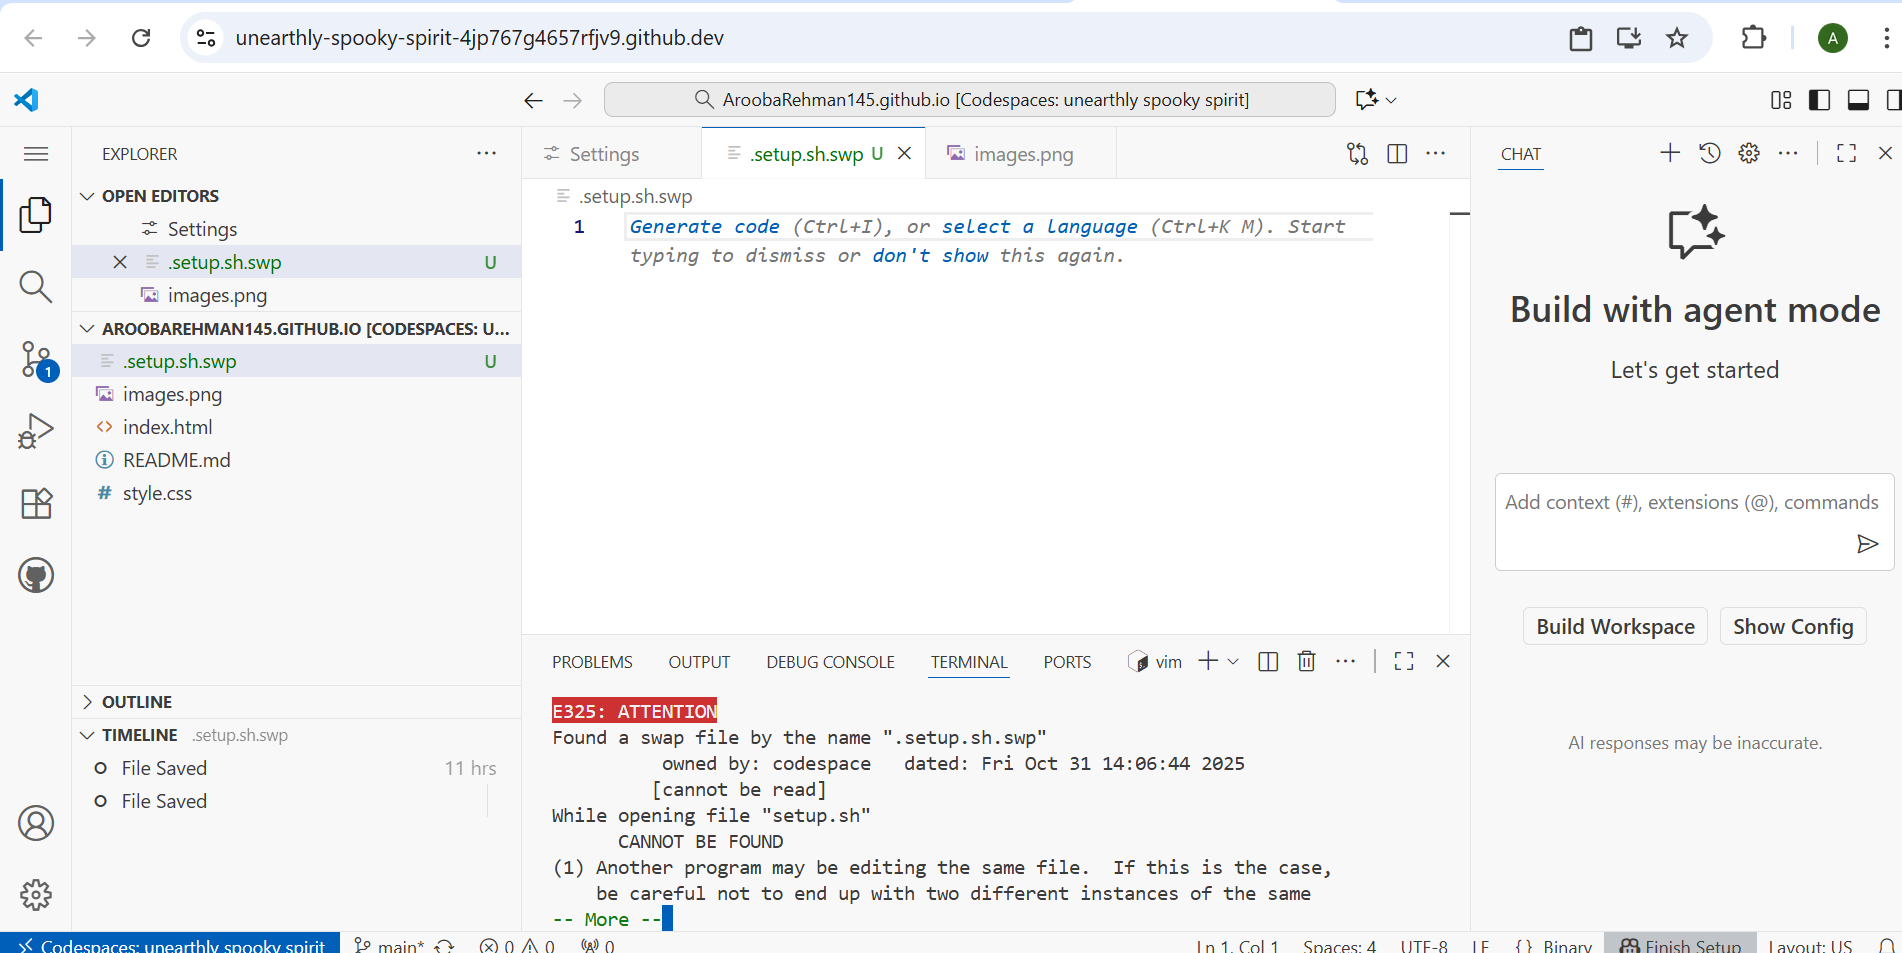 unearthly-spooky-spirit-4jp767g4657rfjv9.github.dev
A
AroobaRehman145.github.io [Codespaces: unearthly spooky spirit]
EXPLORER
OPEN EDITORS
Settings
.setup.sh.swp U
images.png
AROOBAREHMAN145.GITHUB.IO [CODESPACES: U...
.setup.sh.swp U
images.png
index.html
README.md
style.css
1
OUTLINE
TIMELINE .setup.sh.swp
File Saved 11 hrs
File Saved
Settings .setup.sh.swp U images.png
.setup.sh.swp
1 Generate code (Ctrl+I), or select a language (Ctrl+K M). Start
typing to dismiss or don't show this again.
PROBLEMS OUTPUT DEBUG CONSOLE TERMINAL PORTS vim
E325: ATTENTION
Found a swap file by the name ".setup.sh.swp"
owned by: codespace dated: Fri Oct 31 14:06:44 2025
[cannot be read]
While opening file "setup.sh"
CANNOT BE FOUND
(1) Another program may be editing the same file. If this is the case,
be careful not to end up with two different instances of the same
-- More --
CHAT
Build with agent mode
Let's get started
Add context (#), extensions (@), commands
Build Workspace Show Config
AI responses may be inaccurate.
Codespaces: unearthly spooky spirit main* 0 0 0 Ln 1, Col 1 Spaces: 4 UTF-8 LF {} Binary Finish Setup Layout: US